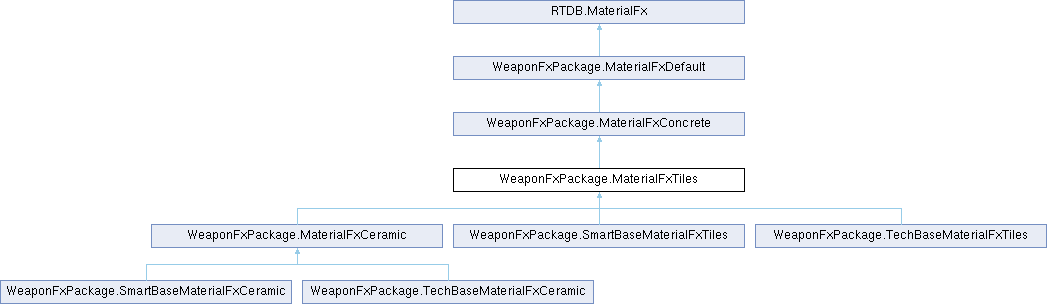 RTDB.MaterialFx
WeaponFxPackage.MaterialFxDefault
WeaponFxPackage.MaterialFxConcrete
WeaponFxPackage.MaterialFxTiles
WeaponFxPackage.MaterialFxCeramic
WeaponFxPackage.SmartBaseMaterialFxTiles
WeaponFxPackage.TechBaseMaterialFxTiles
WeaponFxPackage.SmartBaseMaterialFxCeramic
WeaponFxPackage.TechBaseMaterialFxCeramic